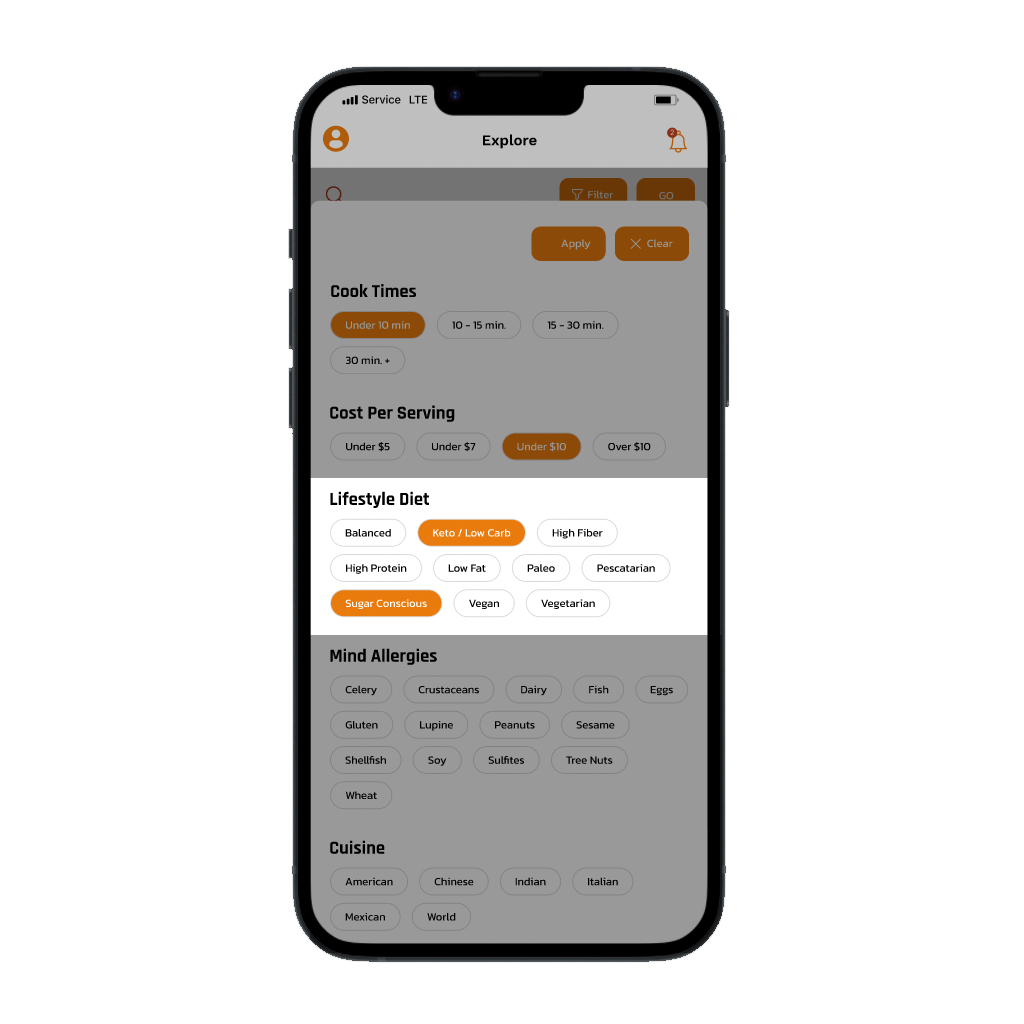 Service LTE
Explore
2
Filter GO
Apply Clear
Cook Times
Under 10 min 10 - 15 min. 15 - 30 min.
30 min. +
Cost Per Serving
Under $5 Under $7 Under $10 Over $10
Lifestyle Diet
Balanced Keto / Low Carb High Fiber
High Protein Low Fat Paleo Pescatarian
Sugar Conscious Vegan Vegetarian
Mind Allergies
Celery Crustaceans Dairy Fish Eggs
Gluten Lupine Peanuts Sesame
Shellfish Soy Sulfites Tree Nuts
Wheat
Cuisine
American Chinese Indian Italian
Mexican World